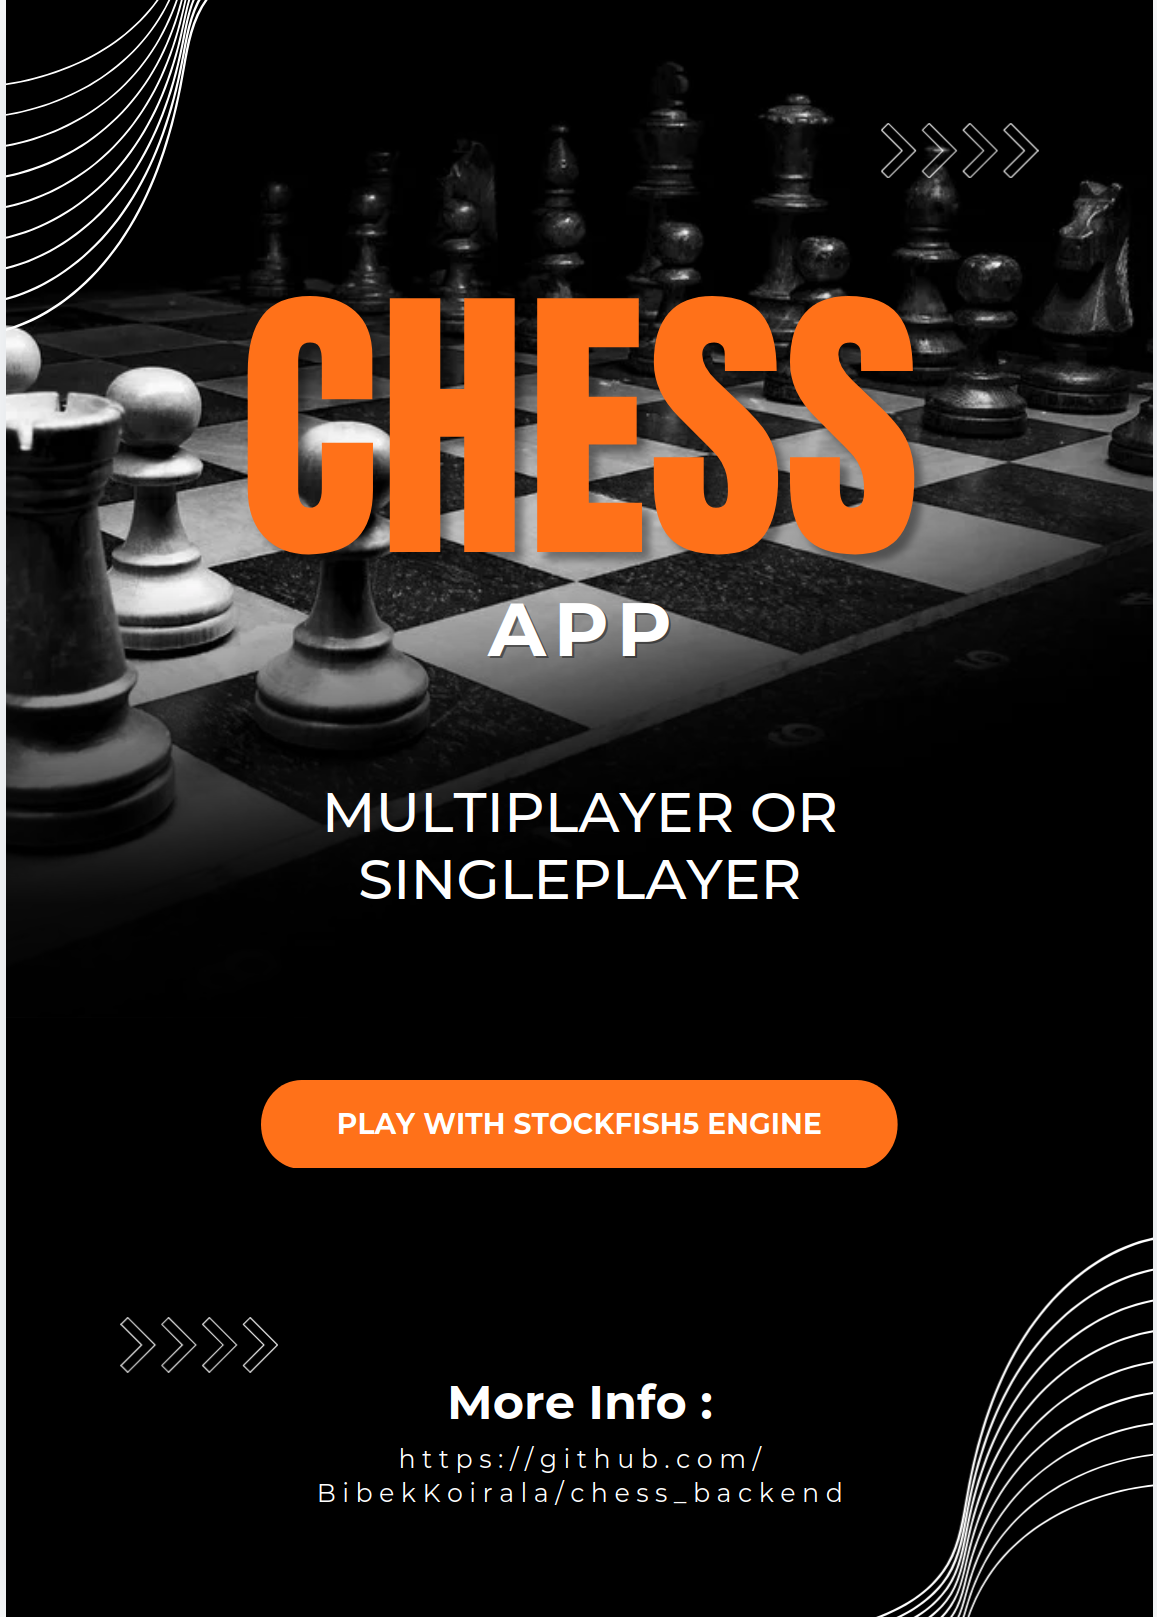 CHESS
APP
MULTIPLAYER OR
SINGLEPLAYER
PLAY WITH STOCKFISH5 ENGINE
More Info :
https://github.com/
BibekKoirala/chess_backend